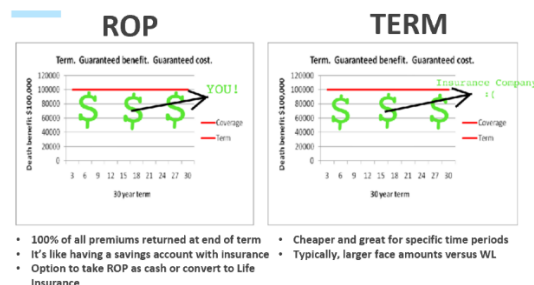 ROP
TERM
Term. Guaranteed benefit. Guaranteed cost.
Death benefit $100,000
120000
100000
80000
60000
40000
20000
0
$ $ $
YOU!
Coverage
Term
3 6 9 12 15 18 21 24 27 30
30 year term
Term. Guaranteed benefit. Guaranteed cost.
Death benefit $100,000
120000
100000
80000
60000
40000
20000
0
$ $ $
Insurance Company
:(
Coverage
Term
3 6 9 12 15 18 21 24 27 30
30 year term
• 100% of all premiums returned at end of term
• It's like having a savings account with insurance
• Option to take ROP as cash or convert to Life
Insurance
• Cheaper and great for specific time periods
• Typically, larger face amounts versus WL